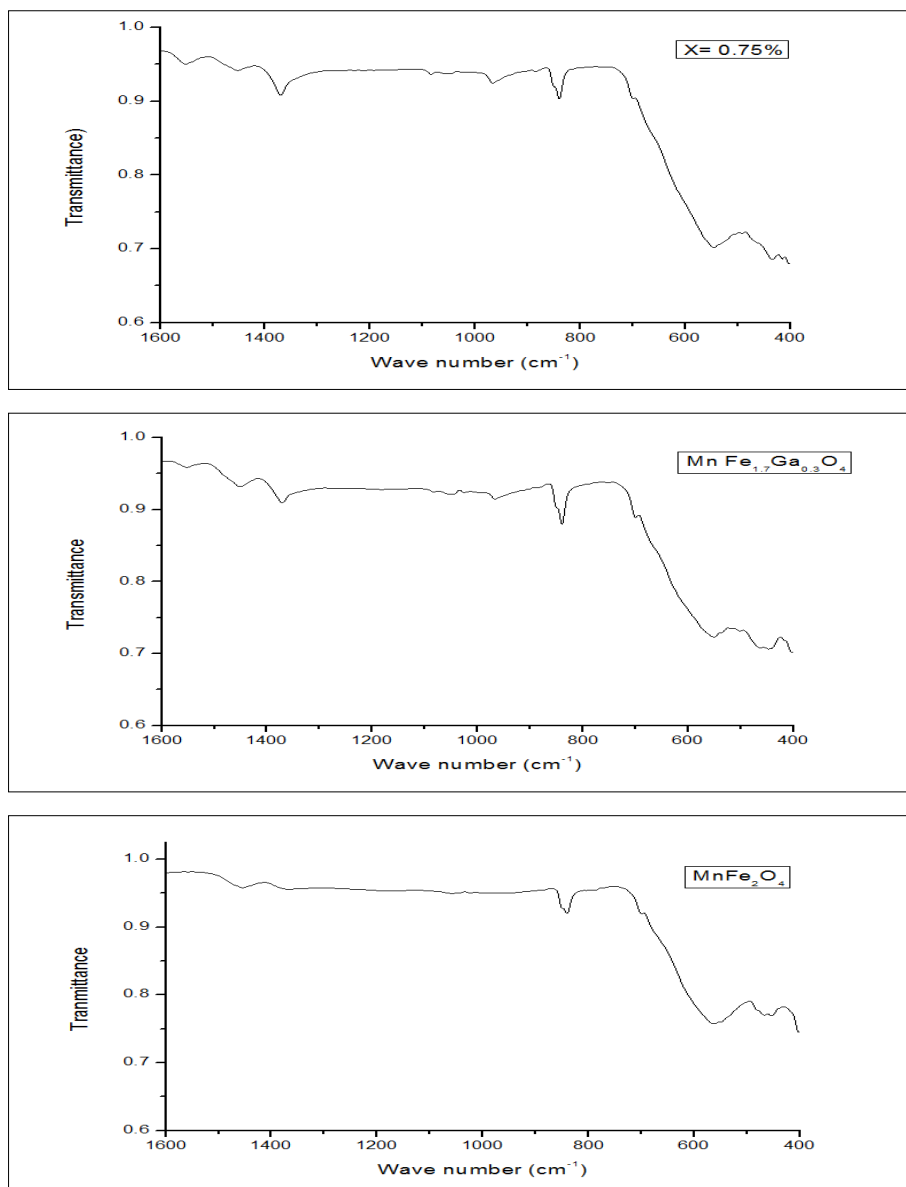 X= 0.75%
1.0
0.9
0.8
0.7
0.6
Transmittance)
1600 1400 1200 1000 800 600 400
Wave number (cm⁻¹)
Mn Fe₁.₇Ga₀.₃O₄
1.0
0.9
0.8
0.7
0.6
Transmittance
1600 1400 1200 1000 800 600 400
Wave number (cm⁻¹)
MnFe₂O₄
1.0
0.9
0.8
0.7
0.6
Tranmittance
1600 1400 1200 1000 800 600 400
Wave number (cm⁻¹)